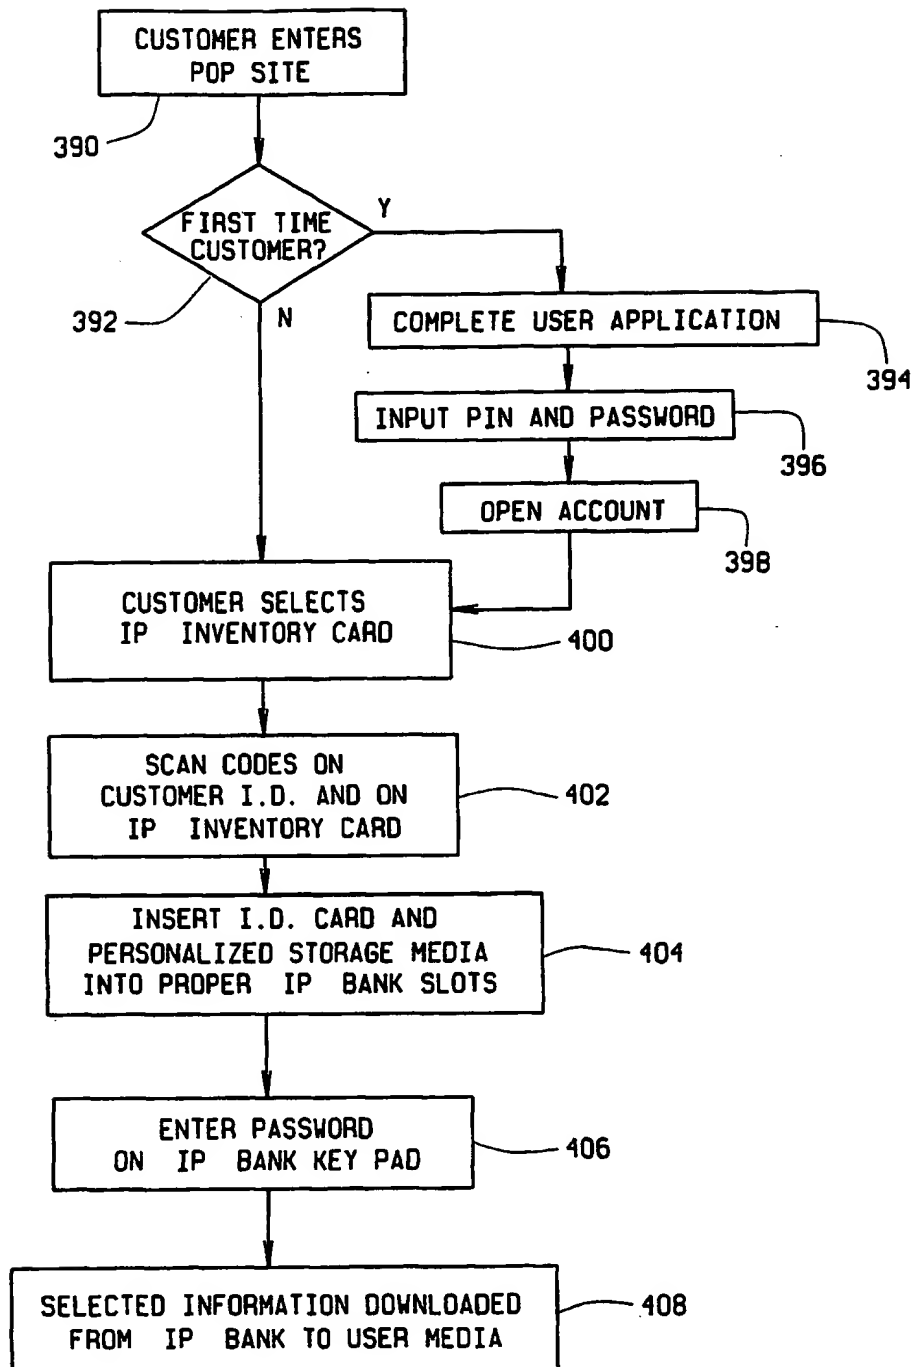 CUSTOMER ENTERS
POP SITE
390
FIRST TIME
CUSTOMER?
Y
392
N
COMPLETE USER APPLICATION
394
INPUT PIN AND PASSWORD
396
OPEN ACCOUNT
398
CUSTOMER SELECTS
IP INVENTORY CARD
400
SCAN CODES ON
CUSTOMER I.D. AND ON
IP INVENTORY CARD
402
INSERT I.D. CARD AND
PERSONALIZED STORAGE MEDIA
INTO PROPER IP BANK SLOTS
404
ENTER PASSWORD
ON IP BANK KEY PAD
406
SELECTED INFORMATION DOWNLOADED
FROM IP BANK TO USER MEDIA
408